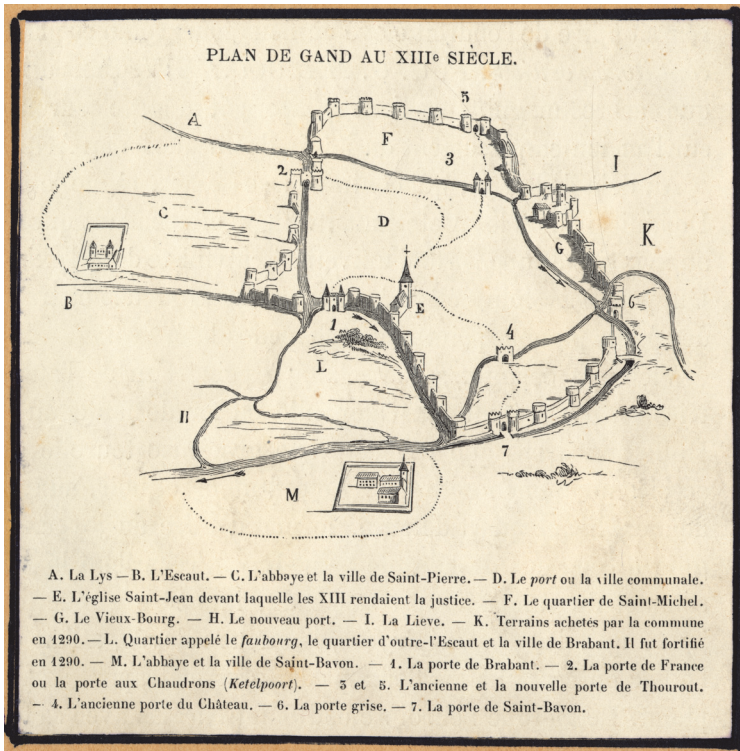 PLAN DE GAND AU XIIIe SIÈCLE.
A
5
F
3
I
2
C
D
G
K
B
E
6
1
4
L
H
7
M
A. La Lys — B. L'Escaut. — C. L'abbaye et la ville de Saint-Pierre. — D. Le port ou la ville communale.
— E. L'église Saint-Jean devant laquelle les XIII rendaient la justice. — F. Le quartier de Saint-Michel.
— G. Le Vieux-Bourg. — H. Le nouveau port. — I. La Lieve. — K. Terrains achetés par la commune
en 1290. — L. Quartier appelé le faubourg, le quartier d'outre-l'Escaut et la ville de Brabant. Il fut fortifié
en 1290. — M. L'abbaye et la ville de Saint-Bavon. — 1. La porte de Brabant. — 2. La porte de France
ou la porte aux Chaudrons (Ketelpoort). — 3 et 5. L'ancienne et la nouvelle porte de Thourout.
— 4. L'ancienne porte du Château. — 6. La porte grise. — 7. La porte de Saint-Bavon.